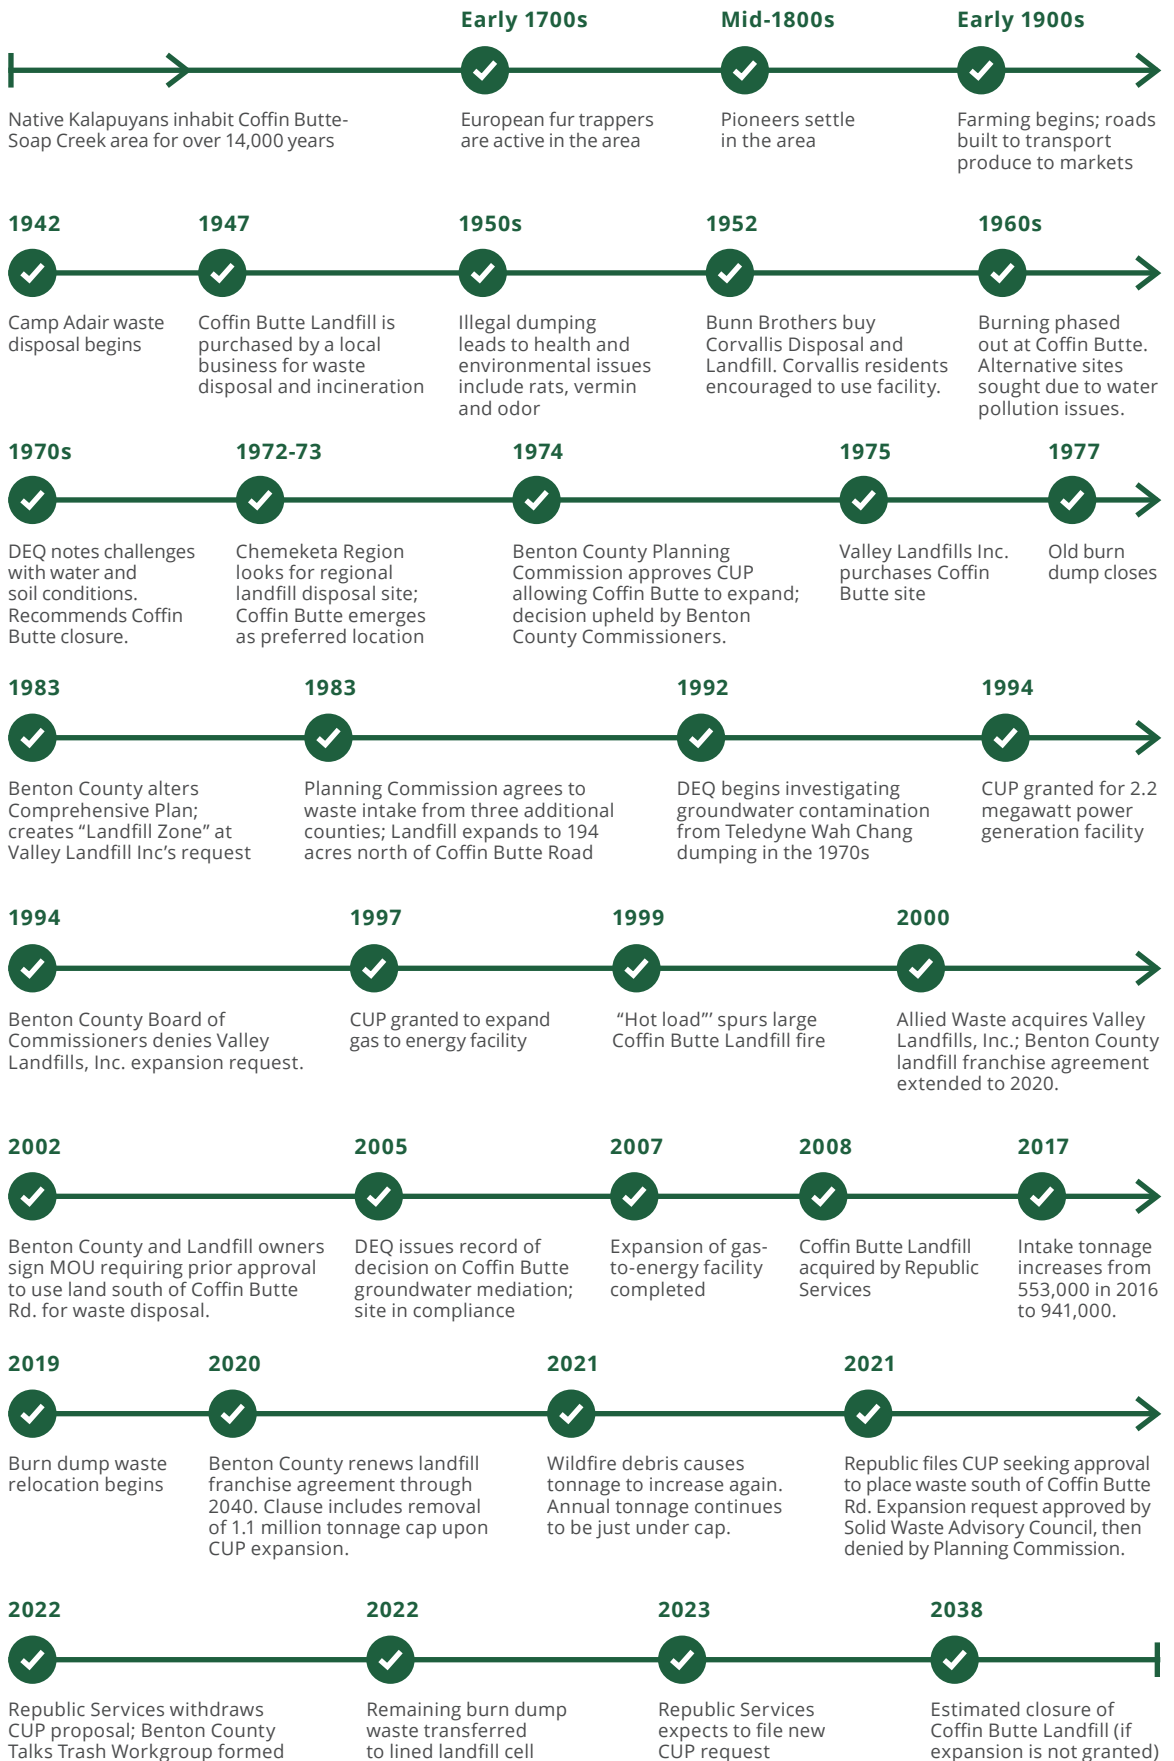 Early 1700s
Mid-1800s
Early 1900s
Native Kalapuyans inhabit Coffin Butte-
Soap Creek area for over 14,000 years
European fur trappers
are active in the area
Pioneers settle
in the area
Farming begins; roads
built to transport
produce to markets
1942
1947
1950s
1952
1960s
Camp Adair waste
disposal begins
Coffin Butte Landfill is
purchased by a local
business for waste
disposal and incineration
Illegal dumping
leads to health and
environmental issues
include rats, vermin
and odor
Bunn Brothers buy
Corvallis Disposal and
Landfill. Corvallis residents
encouraged to use facility.
Burning phased
out at Coffin Butte.
Alternative sites
sought due to water
pollution issues.
1970s
1972-73
1974
1975
1977
DEQ notes challenges
with water and
soil conditions.
Recommends Coffin
Butte closure.
Chemeketa Region
looks for regional
landfill disposal site;
Coffin Butte emerges
as preferred location
Benton County Planning
Commission approves CUP
allowing Coffin Butte to expand;
decision upheld by Benton
County Commissioners.
Valley Landfills Inc.
purchases Coffin
Butte site
Old burn
dump closes
1983
1983
1992
1994
Benton County alters
Comprehensive Plan;
creates “Landfill Zone” at
Valley Landfill Inc’s request
Planning Commission agrees to
waste intake from three additional
counties; Landfill expands to 194
acres north of Coffin Butte Road
DEQ begins investigating
groundwater contamination
from Teledyne Wah Chang
dumping in the 1970s
CUP granted for 2.2
megawatt power
generation facility
1994
1997
1999
2000
Benton County Board of
Commissioners denies Valley
Landfills, Inc. expansion request.
CUP granted to expand
gas to energy facility
“Hot load”’ spurs large
Coffin Butte Landfill fire
Allied Waste acquires Valley
Landfills, Inc.; Benton County
landfill franchise agreement
extended to 2020.
2002
2005
2007
2008
2017
Benton County and Landfill owners
sign MOU requiring prior approval
to use land south of Coffin Butte
Rd. for waste disposal.
DEQ issues record of
decision on Coffin Butte
groundwater mediation;
site in compliance
Expansion of gas-
to-energy facility
completed
Coffin Butte Landfill
acquired by Republic
Services
Intake tonnage
increases from
553,000 in 2016
to 941,000.
2019
2020
2021
2021
Burn dump waste
relocation begins
Benton County renews landfill
franchise agreement through
2040. Clause includes removal
of 1.1 million tonnage cap upon
CUP expansion.
Wildfire debris causes
tonnage to increase again.
Annual tonnage continues
to be just under cap.
Republic files CUP seeking approval
to place waste south of Coffin Butte
Rd. Expansion request approved by
Solid Waste Advisory Council, then
denied by Planning Commission.
2022
2022
2023
2038
Republic Services withdraws
CUP proposal; Benton County
Talks Trash Workgroup formed
Remaining burn dump
waste transferred
to lined landfill cell
Republic Services
expects to file new
CUP request
Estimated closure of
Coffin Butte Landfill (if
expansion is not granted)